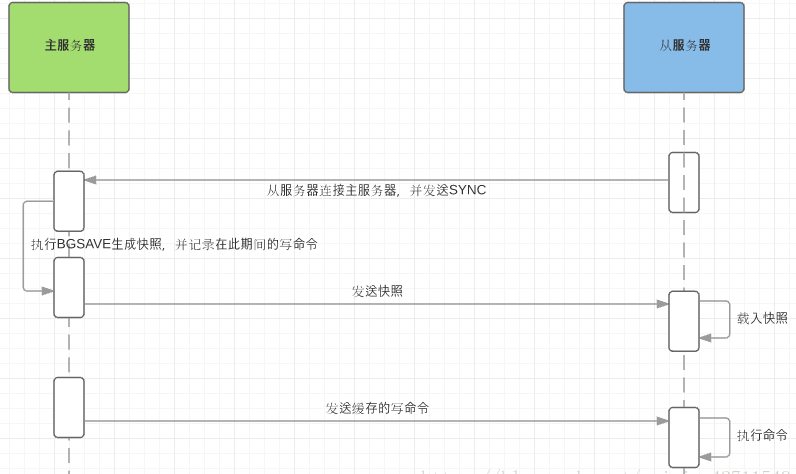 主服务器
从服务器
从服务器连接主服务器，并发送SYNC
执行BGSAVE生成快照，并记录在此期间的写命令
发送快照
载入快照
发送缓存的写命令
执行命令